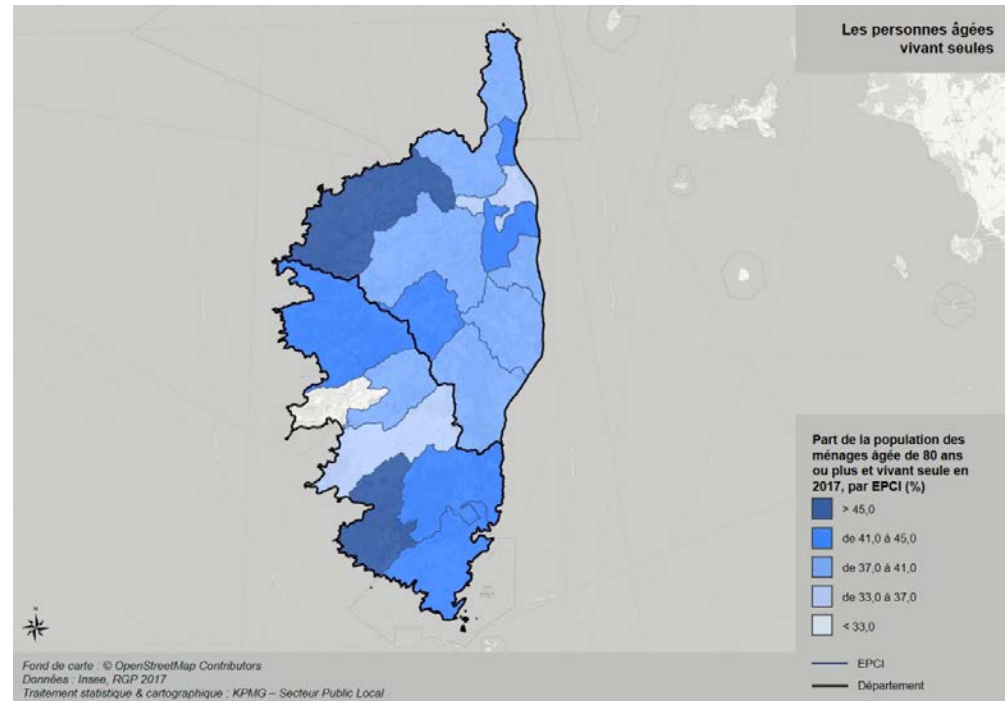 Les personnes âgées
vivant seules
Part de la population des
ménages âgée de 80 ans
ou plus et vivant seule en
2017, par EPCI (%)
> 45,0
de 41,0 à 45,0
de 37,0 à 41,0
de 33,0 à 37,0
< 33,0
EPCI
Département
Fond de carte : © OpenStreetMap Contributors
Données : Insee, RGP 2017
Traitement statistique & cartographique : KPMG – Secteur Public Local